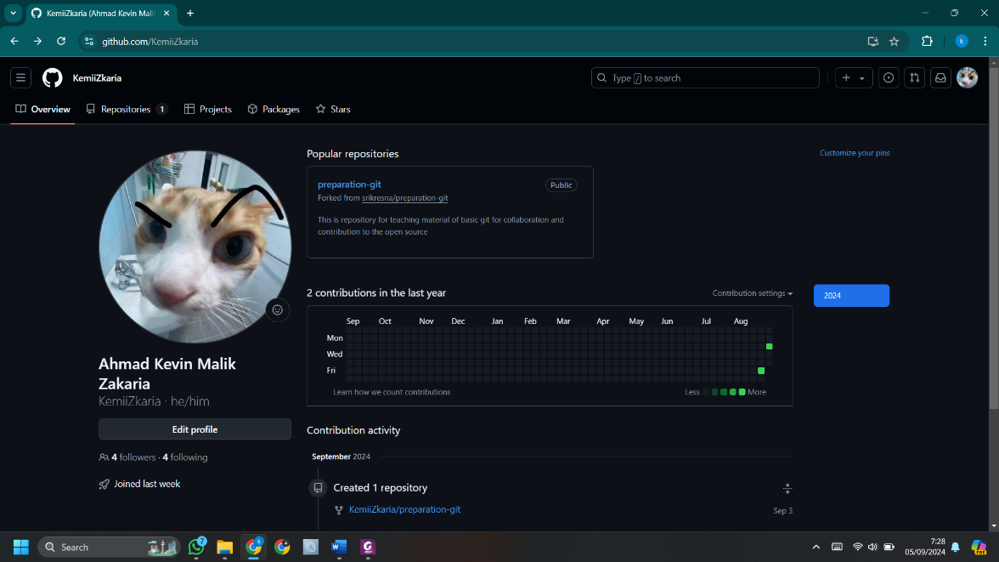 KemiiZkaria (Ahmad Kevin Mali
github.com/KemiiZkaria
k
KemiiZkaria
Type / to search
Overview
Repositories 1
Projects
Packages
Stars
Popular repositories
Customize your pins
preparation-git
Public
Forked from srikresna/preparation-git
This is repository for teaching material of basic git for collaboration and
contribution to the open source
2 contributions in the last year
Contribution settings
2024
Sep Oct Nov Dec Jan Feb Mar Apr May Jun Jul Aug
Mon
Wed
Fri
Learn how we count contributions
Less More
Ahmad Kevin Malik
Zakaria
KemiiZkaria · he/him
Edit profile
4 followers · 4 following
Joined last week
Contribution activity
September 2024
Created 1 repository
KemiiZkaria/preparation-git
Sep 3
Search
7
7:28
05/09/2024